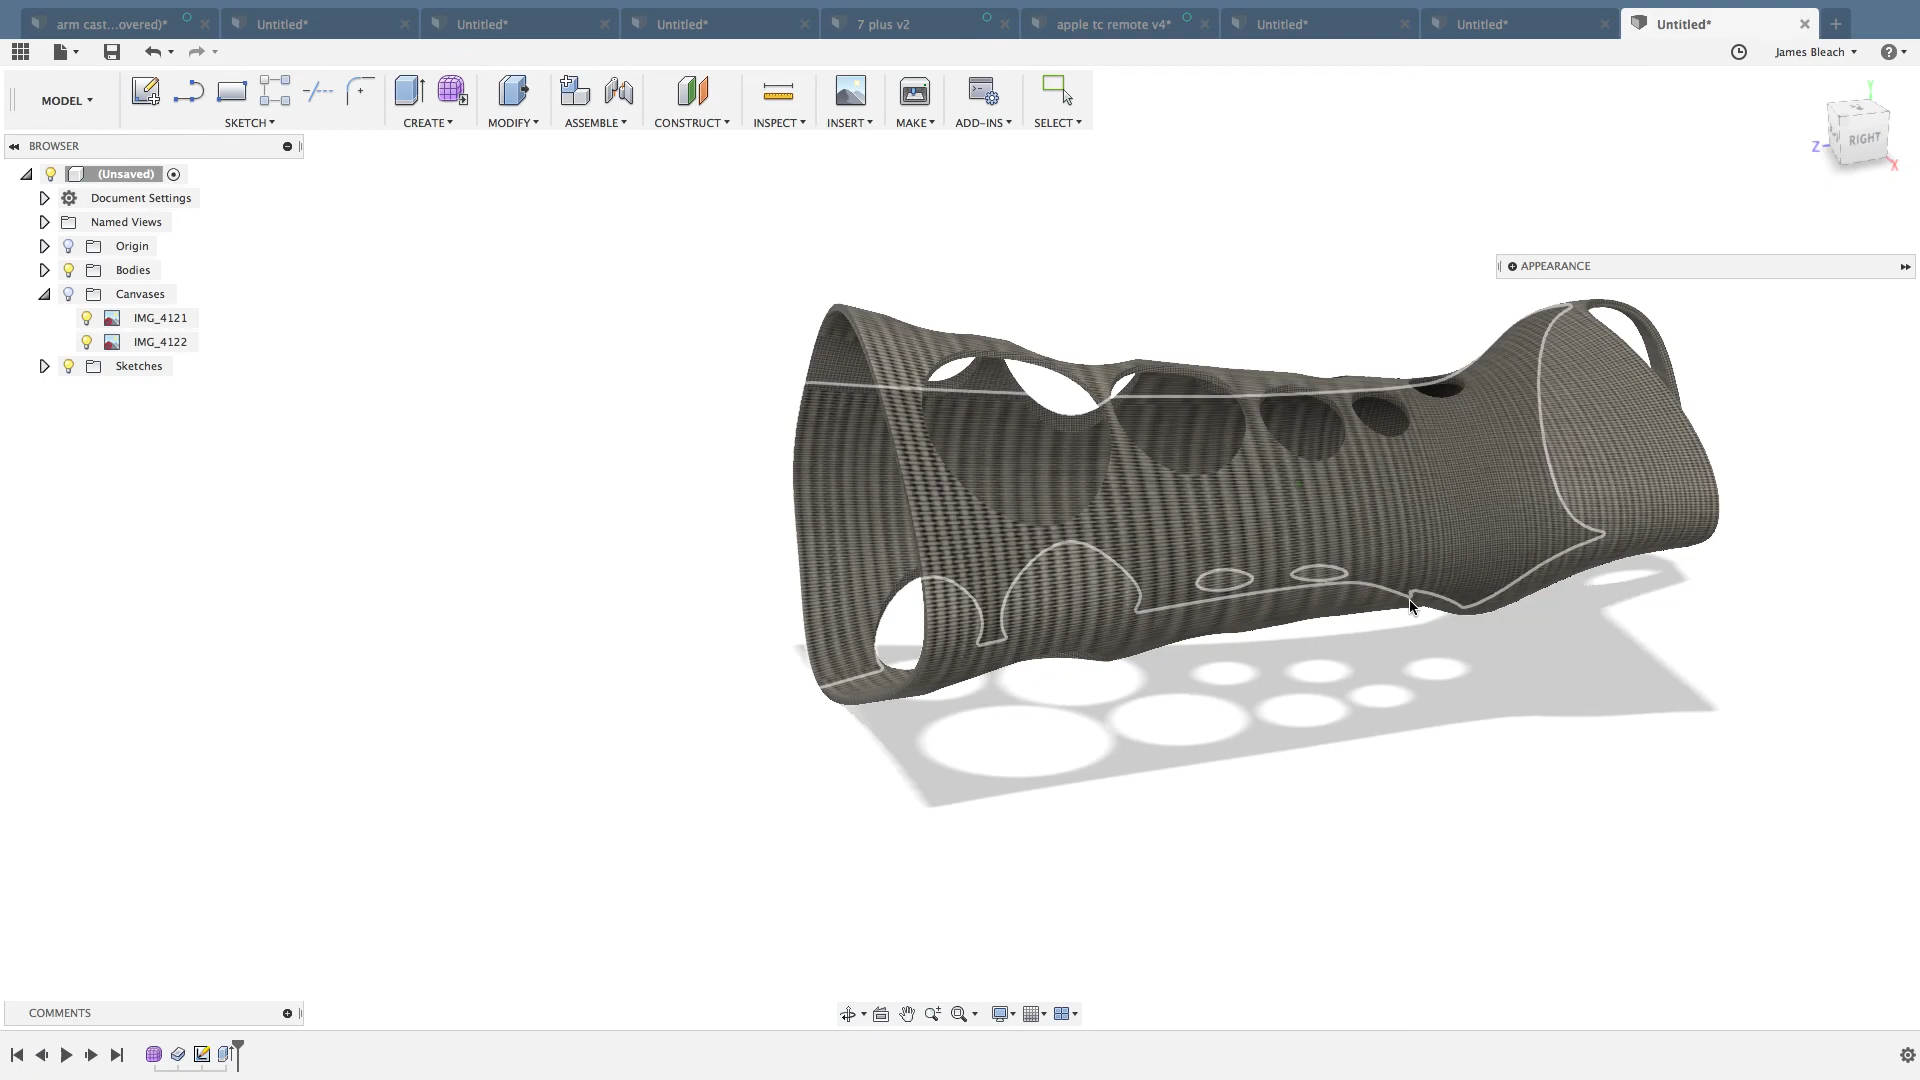 arm cast...overed)*
Untitled*
Untitled*
Untitled*
7 plus v2
apple tc remote v4*
Untitled*
Untitled*
Untitled*
James Bleach
MODEL
SKETCH
CREATE
MODIFY
ASSEMBLE
CONSTRUCT
INSPECT
INSERT
MAKE
ADD-INS
SELECT
Y
Z
RIGHT
X
BROWSER
(Unsaved)
Document Settings
Named Views
Origin
Bodies
Canvases
IMG_4121
IMG_4122
Sketches
APPEARANCE
COMMENTS